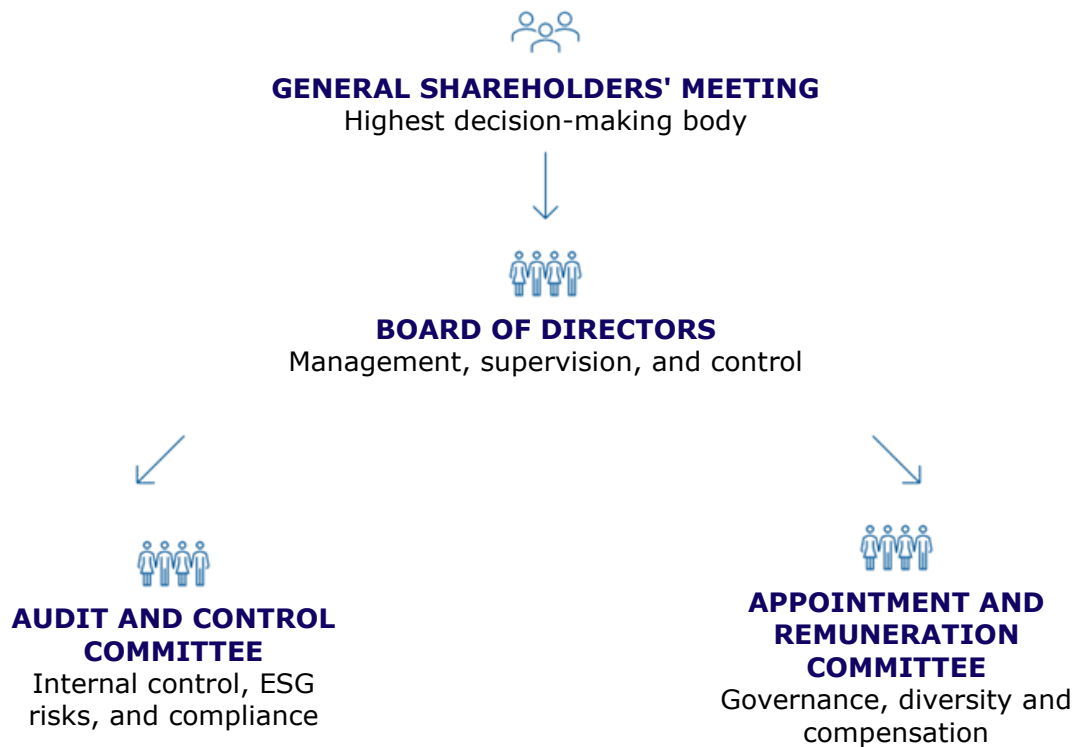 GENERAL SHAREHOLDERS' MEETING
Highest decision-making body
BOARD OF DIRECTORS
Management, supervision, and control
AUDIT AND CONTROL
COMMITTEE
Internal control, ESG
risks, and compliance
APPOINTMENT AND
REMUNERATION
COMMITTEE
Governance, diversity and
compensation